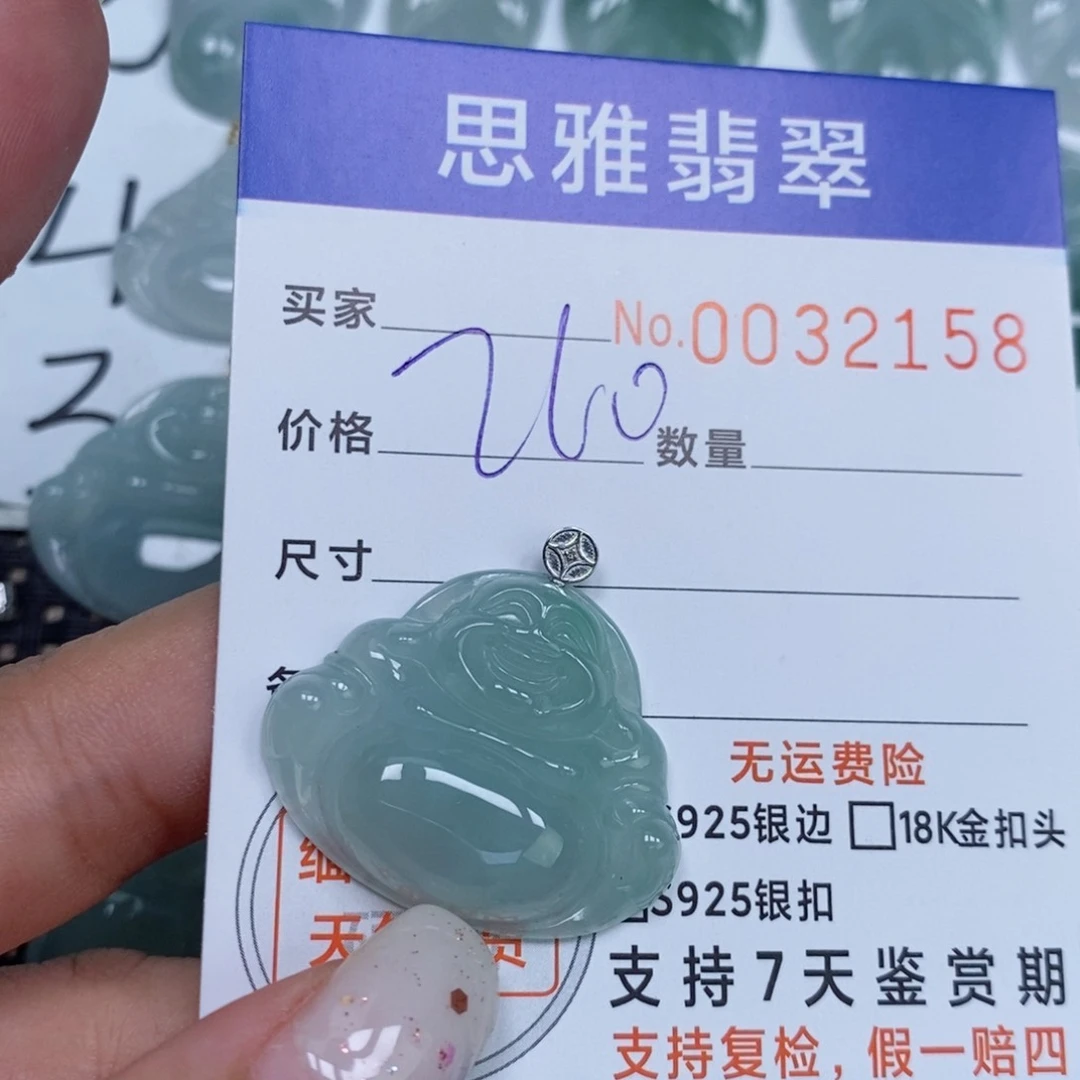 思雅翡翠
买家 No.0032158
价格 260 数量
尺寸
无运费险
S925银边 □18K金扣头
S925银扣
支持7天鉴赏期
支持复检，假一赔四
4
3